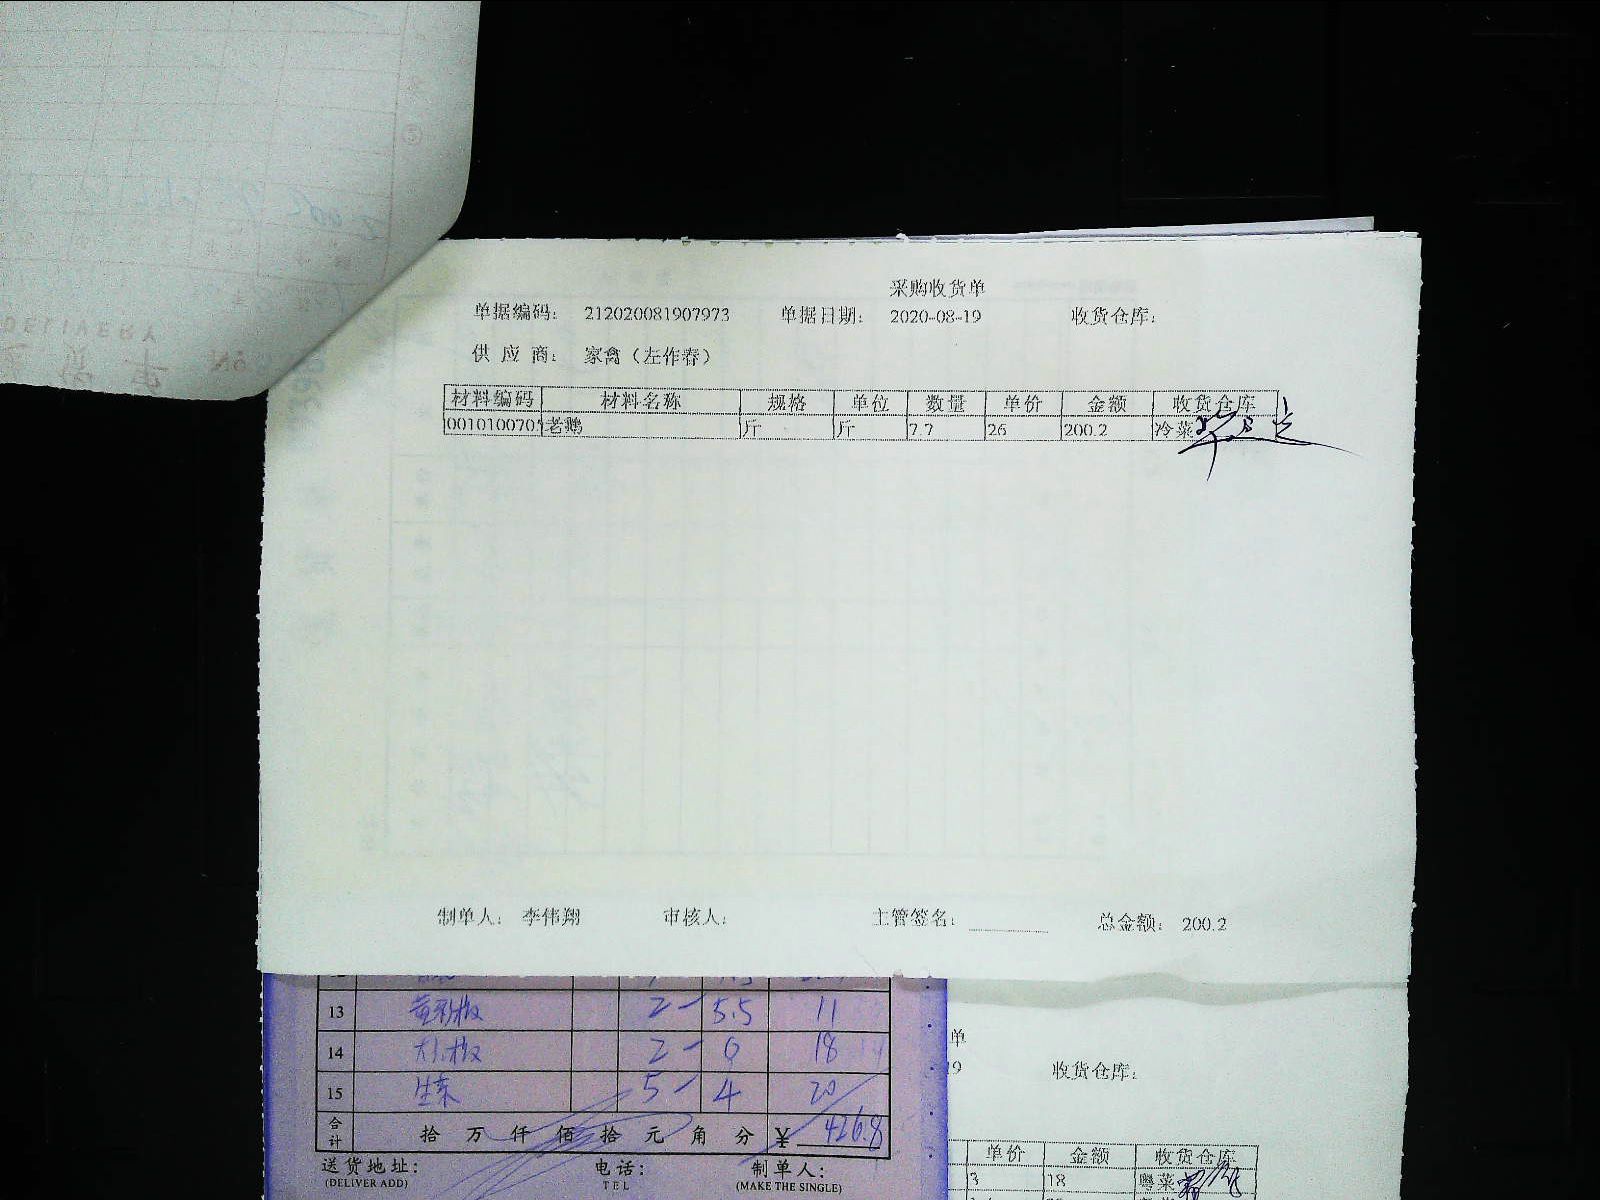 采购收货单
单据编码: 212020081907973 单据日期: 2020-08-19 收货仓库:
供 应 商: 家禽（左作春）
材料编码 材料名称 规格 单位 数量 单价 金额 收货仓库
0010100705 老鹅 斤 斤 7.7 26 200.2 冷菜
制单人: 李伟翔 审核人: 主管签名: 总金额: 200.2
13 黄彩椒 2 5.5 11
14 2 18
15 5 4 20
合计 拾 万 仟 佰 拾 元 角 分 ¥ 426.8
送货地址: 电话: 制单人:
(DELIVER ADD) TEL (MAKE THE SINGLE)
单
19 收货仓库:
单价 金额 收货仓库
3 18 粤菜
DELIVERY